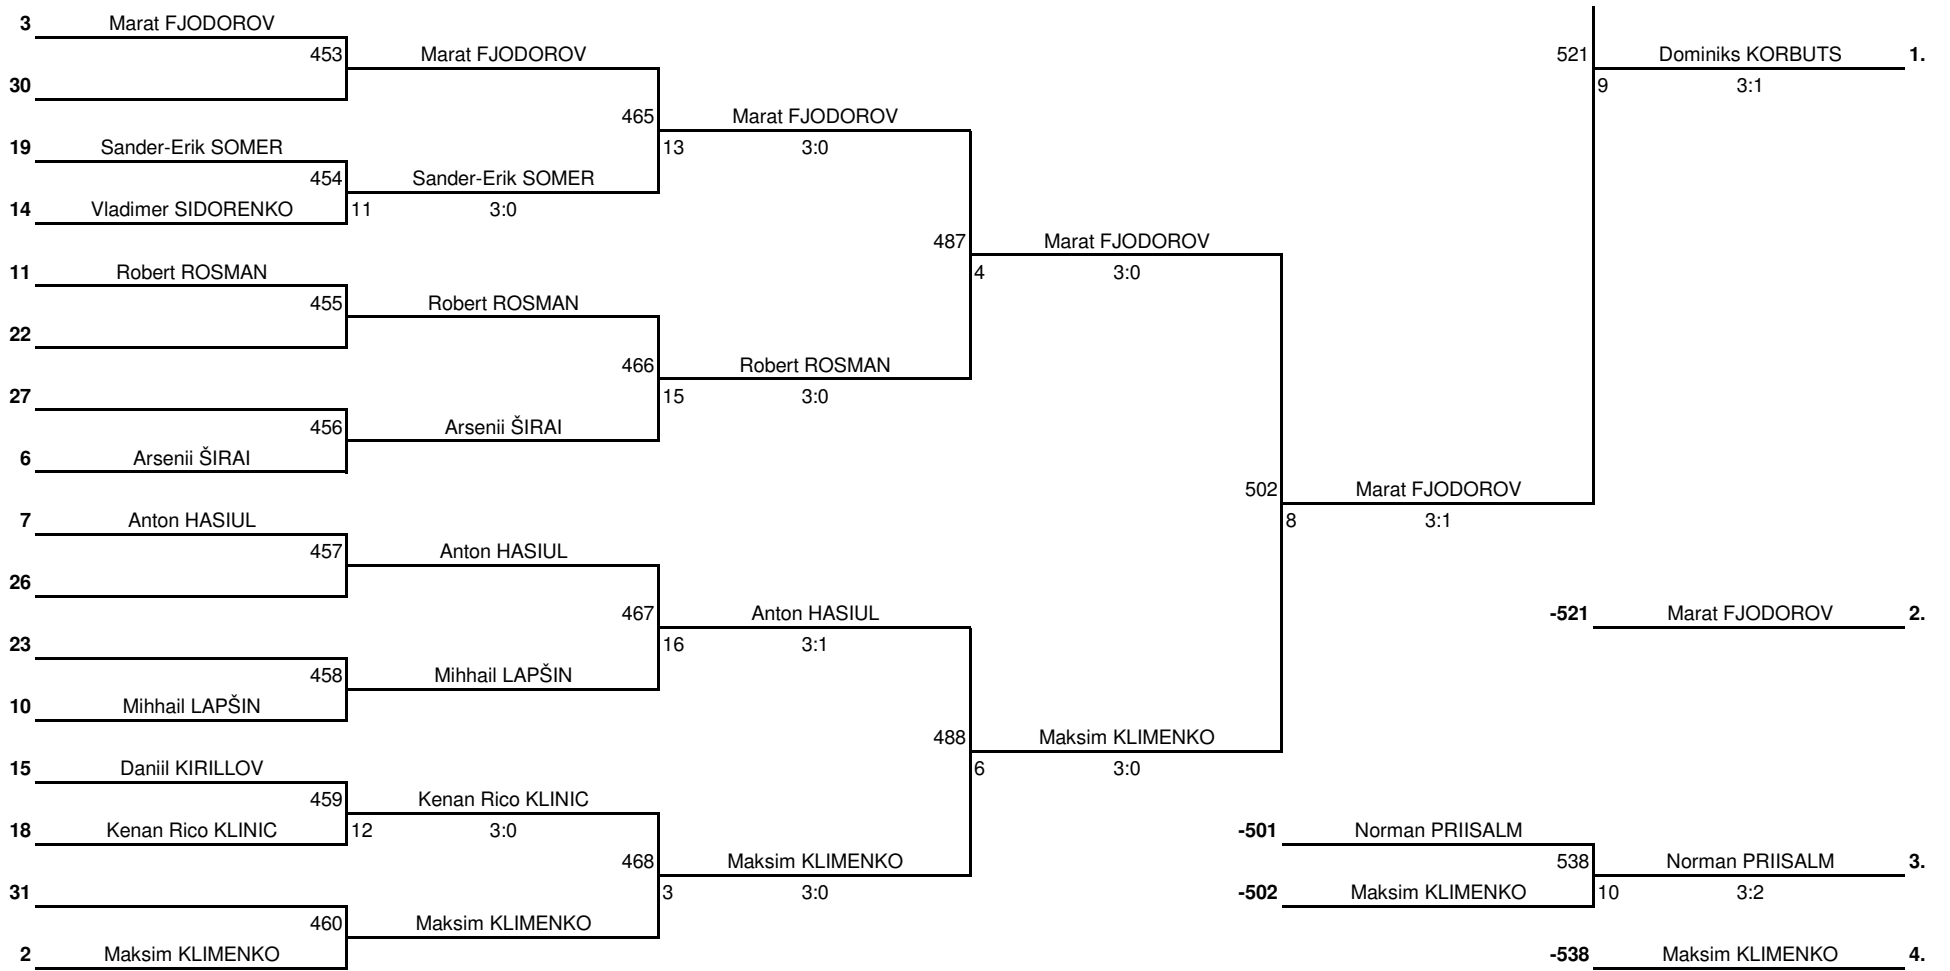 3 Marat FJODOROV
453 Marat FJODOROV 521 Dominiks KORBUTS 1.
30 9 3:1
465 Marat FJODOROV
19 Sander-Erik SOMER 13 3:0
454 Sander-Erik SOMER
14 Vladimer SIDORENKO 11 3:0
487 Marat FJODOROV
11 Robert ROSMAN 4 3:0
455 Robert ROSMAN
22
466 Robert ROSMAN
27 15 3:0
456 Arsenii ŠIRAI
6 Arsenii ŠIRAI
502 Marat FJODOROV
7 Anton HASIUL 8 3:1
457 Anton HASIUL
26
467 Anton HASIUL -521 Marat FJODOROV 2.
23 16 3:1
458 Mihhail LAPŠIN
10 Mihhail LAPŠIN
488 Maksim KLIMENKO
15 Daniil KIRILLOV 6 3:0
459 Kenan Rico KLINIC
18 Kenan Rico KLINIC 12 3:0 -501 Norman PRIISALM
468 Maksim KLIMENKO 538 Norman PRIISALM 3.
31 3 3:0 -502 Maksim KLIMENKO 10 3:2
460 Maksim KLIMENKO
2 Maksim KLIMENKO -538 Maksim KLIMENKO 4.